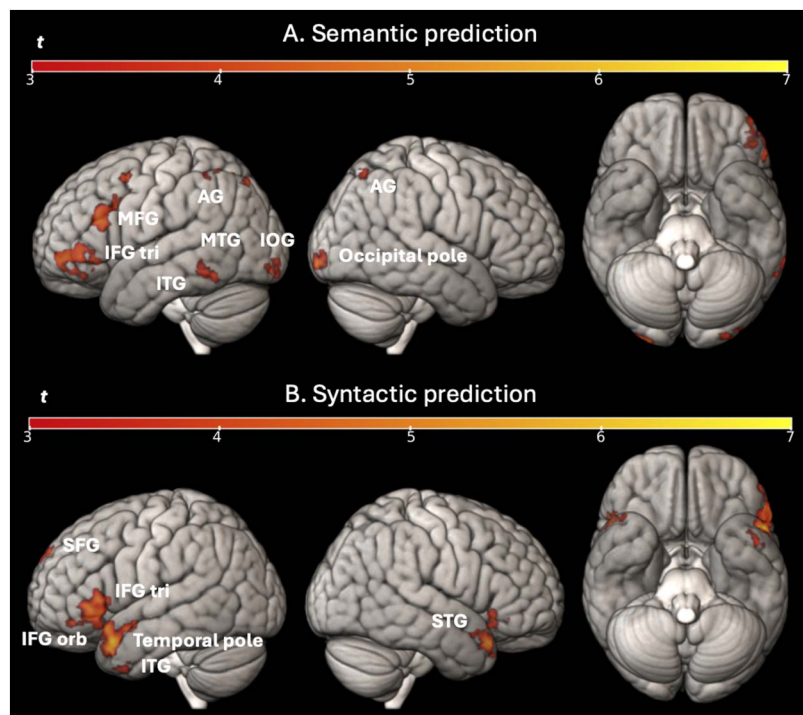 A. Semantic prediction
t
3 4 5 6 7
AG
AG
MFG
MTG
IOG
IFG tri
Occipital pole
ITG
B. Syntactic prediction
t
3 4 5 6 7
SFG
IFG tri
STG
IFG orb
Temporal pole
ITG